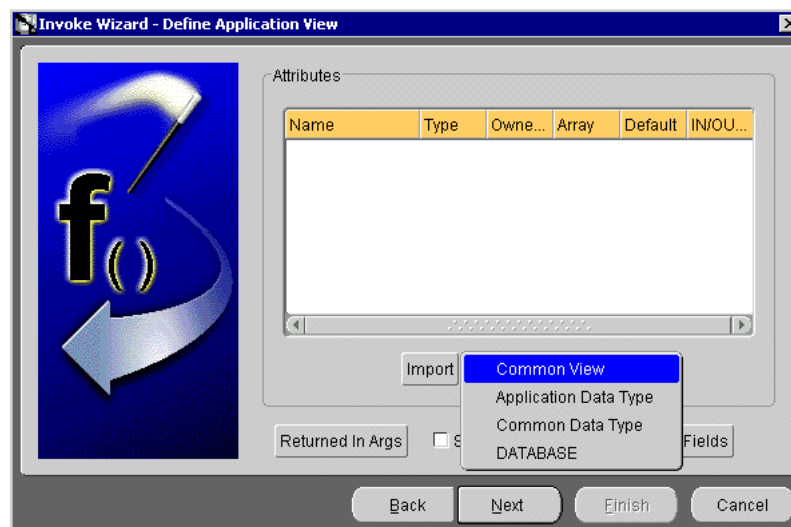 Invoke Wizard - Define Application View
f()
Attributes
Name Type Owne... Array Default IN/OU...
Import
Common View
Application Data Type
Common Data Type
DATABASE
Returned In Args S Fields
Back Next Finish Cancel